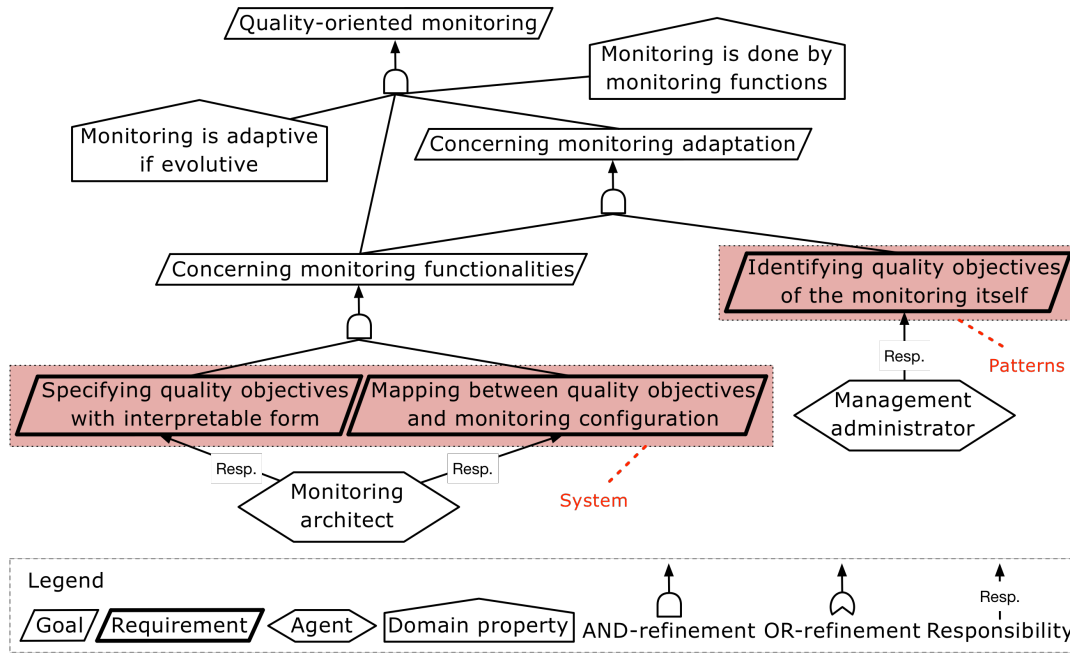 Quality-oriented monitoring
Monitoring is done by
monitoring functions
Monitoring is adaptive
if evolutive
Concerning monitoring adaptation
Concerning monitoring functionalities
Identifying quality objectives
of the monitoring itself
Resp.
Patterns
Specifying quality objectives
with interpretable form
Mapping between quality objectives
and monitoring configuration
Management
administrator
Resp.
Resp.
Monitoring
architect
System
Legend
Goal
Requirement
Agent
Domain property
AND-refinement
OR-refinement
Resp.
Responsibility